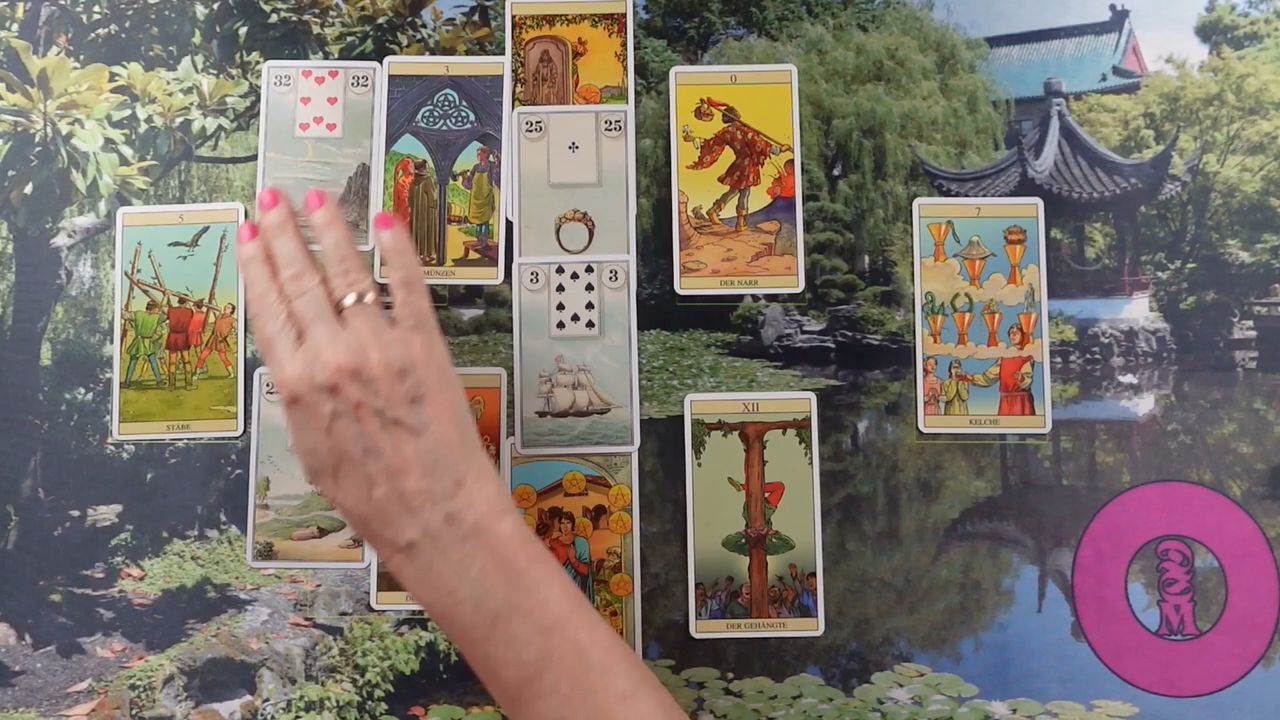 32 32
3
MÜNZEN
25 25
0
DER NARR
5
STÄBE
7
KELCHE
3 3
XII
DER GEHÄNGTE